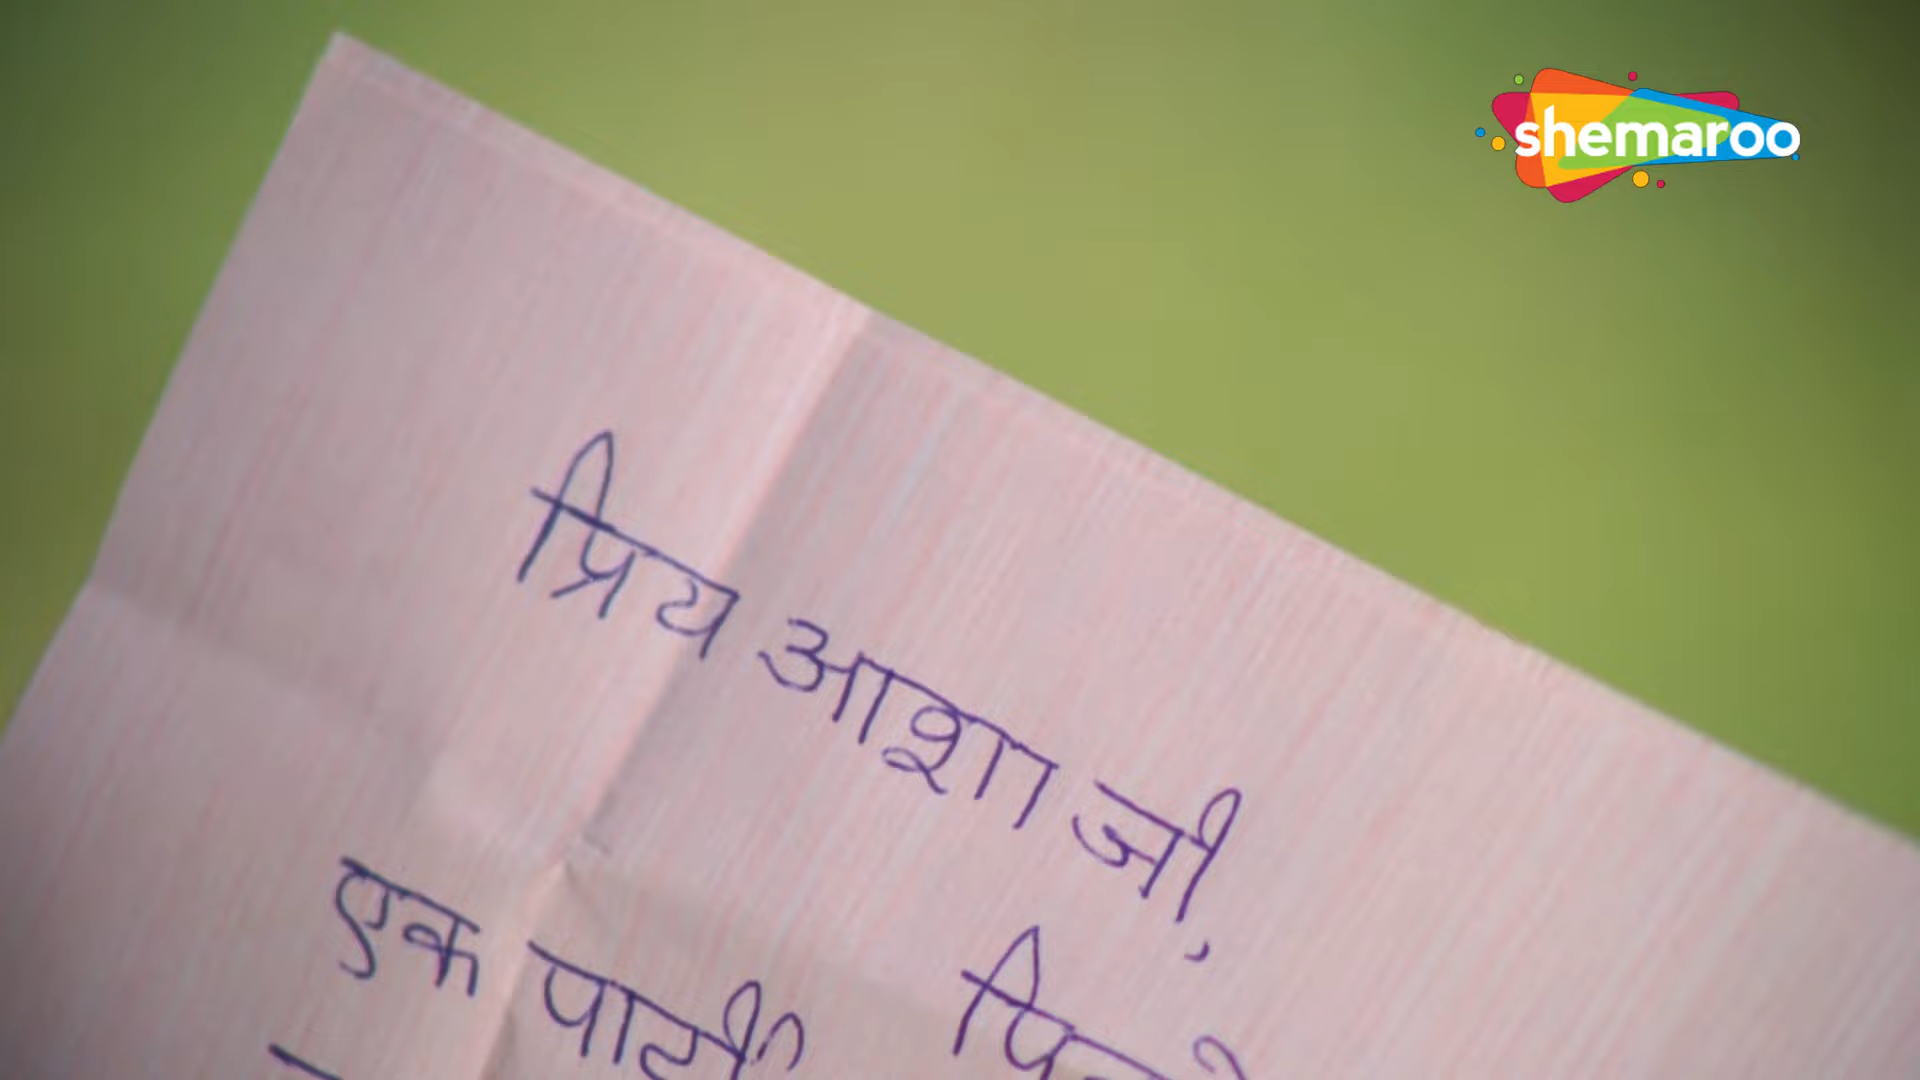 shemaroo
प्रिय आशा जी,
एक पार्टी